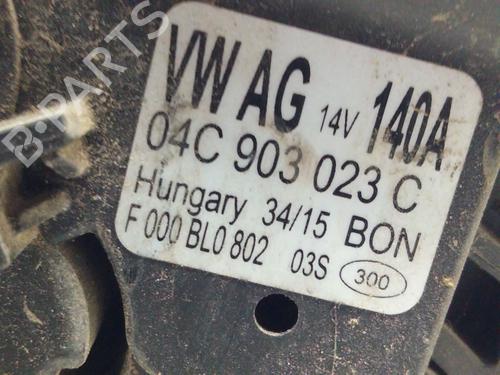 B-PARTS
VW AG 14V 140A
04C 903 023 C
Hungary 34/15 BON
F 000 BL0 802 03S 300